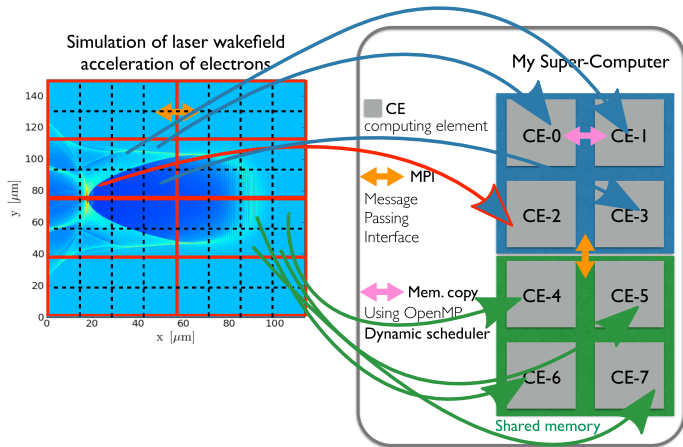 Simulation of laser wakefield
acceleration of electrons
140
120
100
80
60
40
20
0
y [μm]
0
20
40
60
80
100
x [μm]
My Super-Computer
CE
computing element
MPI
Message
Passing
Interface
Mem. copy
Using OpenMP
Dynamic scheduler
CE-0
CE-1
CE-2
CE-3
CE-4
CE-5
CE-6
CE-7
Shared memory